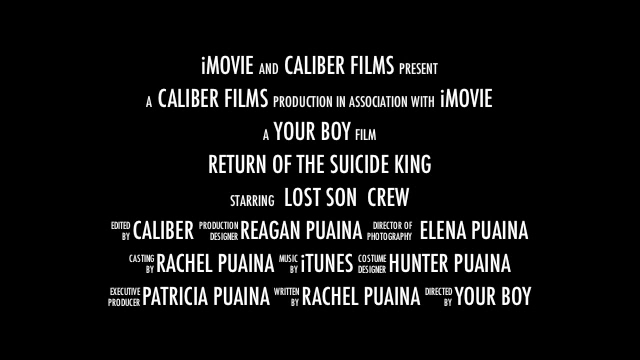 iMOVIE AND CALIBER FILMS PRESENT
A CALIBER FILMS PRODUCTION IN ASSOCIATION WITH iMOVIE
A YOUR BOY FILM
RETURN OF THE SUICIDE KING
STARRING LOST SON CREW
EDITED BY CALIBER PRODUCTION DESIGNER REAGAN PUAINA DIRECTOR OF PHOTOGRAPHY ELENA PUAINA
CASTING BY RACHEL PUAINA MUSIC BY iTUNES COSTUME DESIGNER HUNTER PUAINA
EXECUTIVE PRODUCER PATRICIA PUAINA WRITTEN BY RACHEL PUAINA DIRECTED BY YOUR BOY